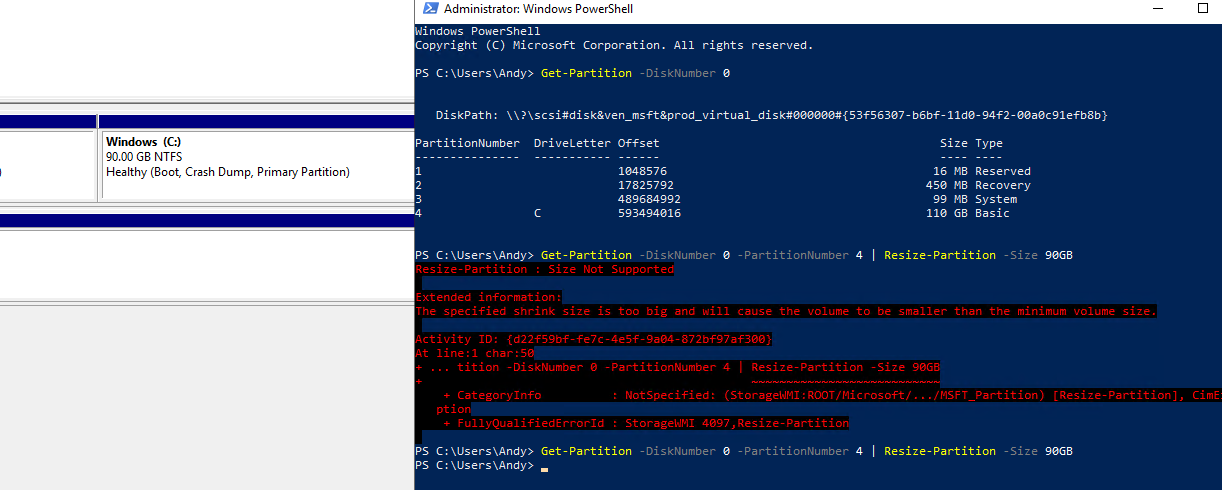 Administrator: Windows PowerShell
Windows PowerShell
Copyright (C) Microsoft Corporation. All rights reserved.
PS C:\Users\Andy> Get-Partition -DiskNumber 0
DiskPath: \\?\scsi#disk&ven_msft&prod_virtual_disk#000000#{53f56307-b6bf-11d0-94f2-00a0c91efb8b}
PartitionNumber DriveLetter Offset Size Type
--------------- ----------- ------ ---- ----
1 1048576 16 MB Reserved
2 17825792 450 MB Recovery
3 489684992 99 MB System
4 C 593494016 110 GB Basic
PS C:\Users\Andy> Get-Partition -DiskNumber 0 -PartitionNumber 4 | Resize-Partition -Size 90GB
Resize-Partition : Size Not Supported
Extended information:
The specified shrink size is too big and will cause the volume to be smaller than the minimum volume size.
Activity ID: {d22f59bf-fe7c-4e5f-9a04-872bf97af300}
At line:1 char:50
+ ... tition -DiskNumber 0 -PartitionNumber 4 | Resize-Partition -Size 90GB
+ ~~~~~~~~~~~~~~~~~~~~~~~~~~~
+ CategoryInfo : NotSpecified: (StorageWMI:ROOT/Microsoft/.../MSFT_Partition) [Resize-Partition], CimE
ption
+ FullyQualifiedErrorId : StorageWMI 4097,Resize-Partition
PS C:\Users\Andy> Get-Partition -DiskNumber 0 -PartitionNumber 4 | Resize-Partition -Size 90GB
PS C:\Users\Andy>
Windows (C:)
90.00 GB NTFS
Healthy (Boot, Crash Dump, Primary Partition)
)